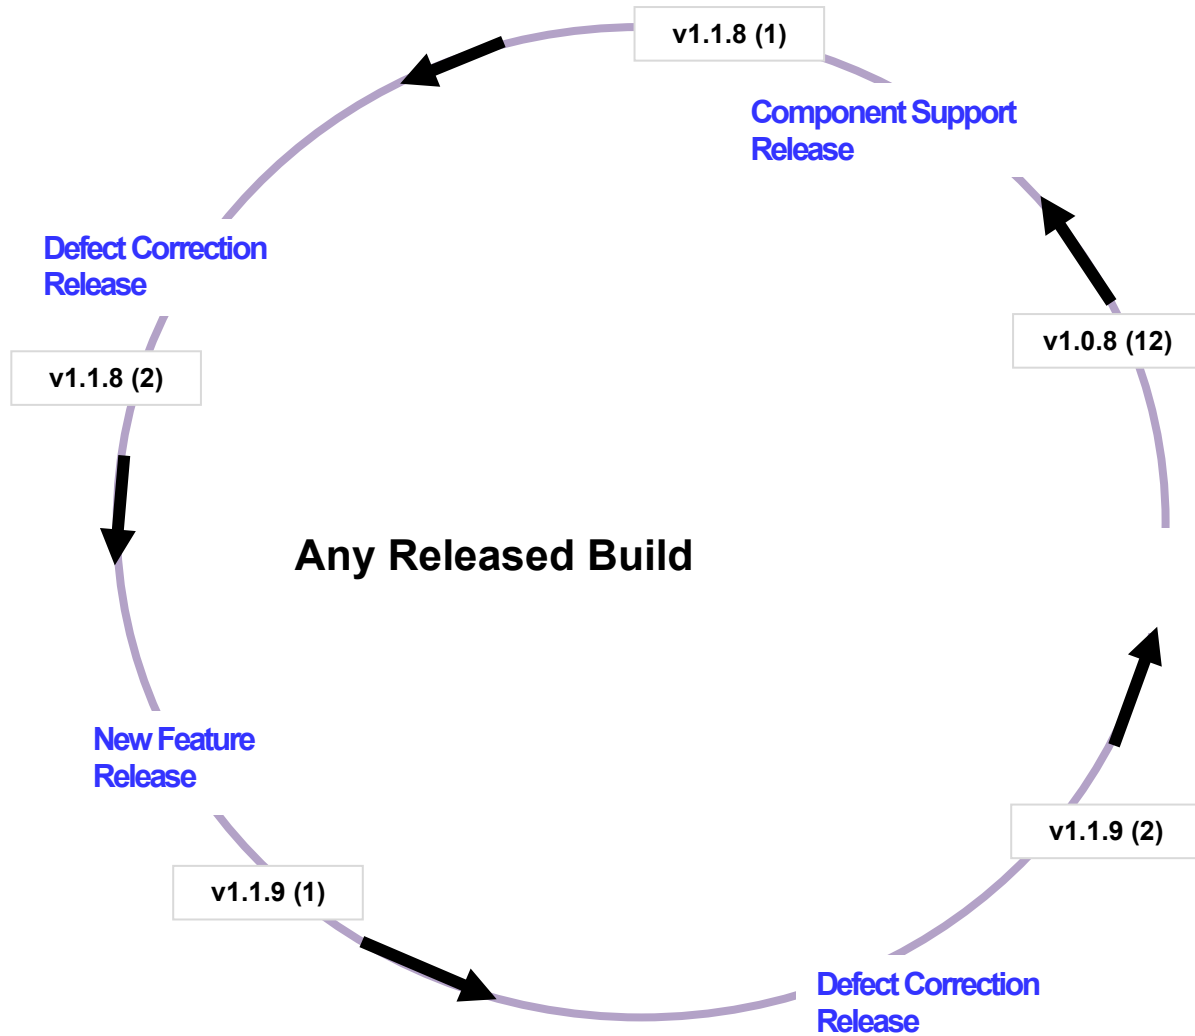 v1.1.8 (1)
Component Support
Release
Defect Correction
Release
v1.0.8 (12)
v1.1.8 (2)
Any Released Build
New Feature
Release
v1.1.9 (2)
v1.1.9 (1)
Defect Correction
Release